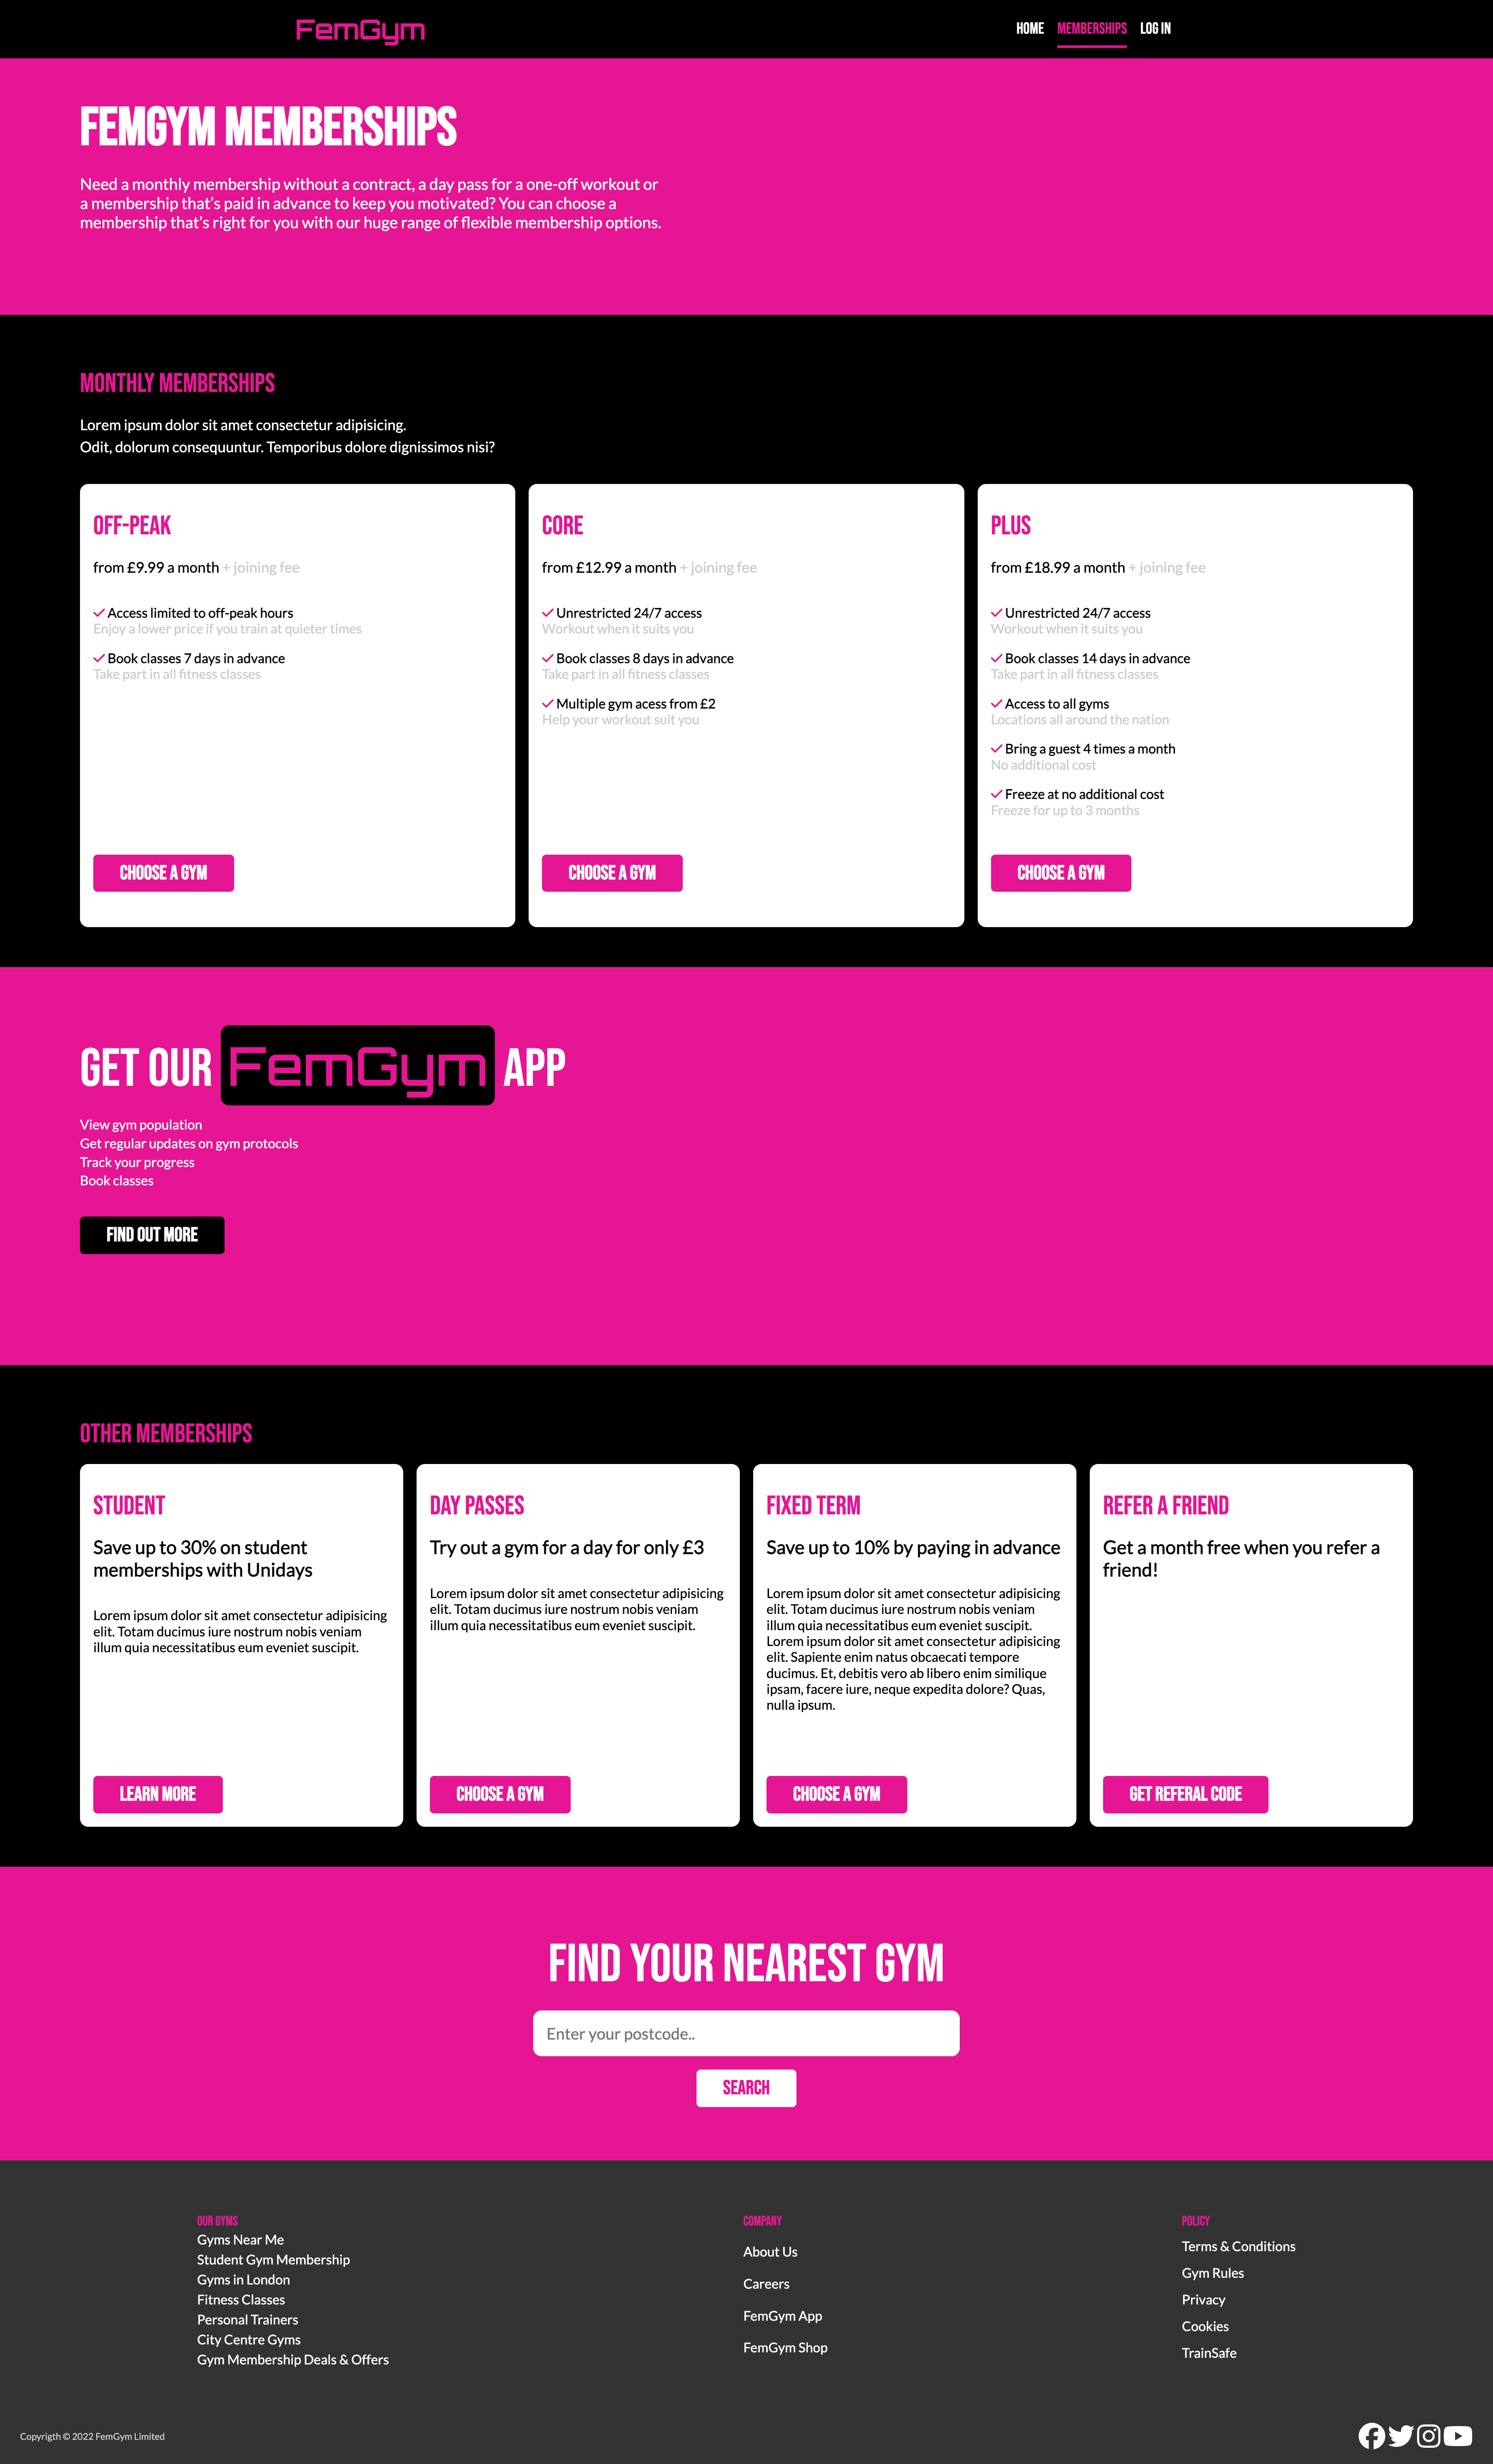 FemGym
HOME MEMBERSHIPS LOG IN
FEMGYM MEMBERSHIPS
Need a monthly membership without a contract, a day pass for a one-off workout or
a membership that's paid in advance to keep you motivated? You can choose a
membership that's right for you with our huge range of flexible membership options.
MONTHLY MEMBERSHIPS
Lorem ipsum dolor sit amet consectetur adipisicing.
Odit, dolorum consequuntur. Temporibus dolore dignissimos nisi?
OFF-PEAK
from £9.99 a month + joining fee
Access limited to off-peak hours
Enjoy a lower price if you train at quieter times
Book classes 7 days in advance
Take part in all fitness classes
CHOOSE A GYM
CORE
from £12.99 a month + joining fee
Unrestricted 24/7 access
Workout when it suits you
Book classes 8 days in advance
Take part in all fitness classes
Multiple gym acess from £2
Help your workout suit you
CHOOSE A GYM
PLUS
from £18.99 a month + joining fee
Unrestricted 24/7 access
Workout when it suits you
Book classes 14 days in advance
Take part in all fitness classes
Access to all gyms
Locations all around the nation
Bring a guest 4 times a month
No additional cost
Freeze at no additional cost
Freeze for up to 3 months
CHOOSE A GYM
GET OUR FemGym APP
View gym population
Get regular updates on gym protocols
Track your progress
Book classes
FIND OUT MORE
OTHER MEMBERSHIPS
STUDENT
Save up to 30% on student
memberships with Unidays
Lorem ipsum dolor sit amet consectetur adipisicing
elit. Totam ducimus iure nostrum nobis veniam
illum quia necessitatibus eum eveniet suscipit.
LEARN MORE
DAY PASSES
Try out a gym for a day for only £3
Lorem ipsum dolor sit amet consectetur adipisicing
elit. Totam ducimus iure nostrum nobis veniam
illum quia necessitatibus eum eveniet suscipit.
CHOOSE A GYM
FIXED TERM
Save up to 10% by paying in advance
Lorem ipsum dolor sit amet consectetur adipisicing
elit. Totam ducimus iure nostrum nobis veniam
illum quia necessitatibus eum eveniet suscipit.
Lorem ipsum dolor sit amet consectetur adipisicing
elit. Sapiente enim natus obcaecati tempore
ducimus. Et, debitis vero ab libero enim similique
ipsam, facere iure, neque expedita dolore? Quas,
nulla ipsum.
CHOOSE A GYM
REFER A FRIEND
Get a month free when you refer a
friend!
GET REFERAL CODE
FIND YOUR NEAREST GYM
Enter your postcode..
SEARCH
OUR GYMS
Gyms Near Me
Student Gym Membership
Gyms in London
Fitness Classes
Personal Trainers
City Centre Gyms
Gym Membership Deals & Offers
COMPANY
About Us
Careers
FemGym App
FemGym Shop
POLICY
Terms & Conditions
Gym Rules
Privacy
Cookies
TrainSafe
Copyrigth © 2022 FemGym Limited